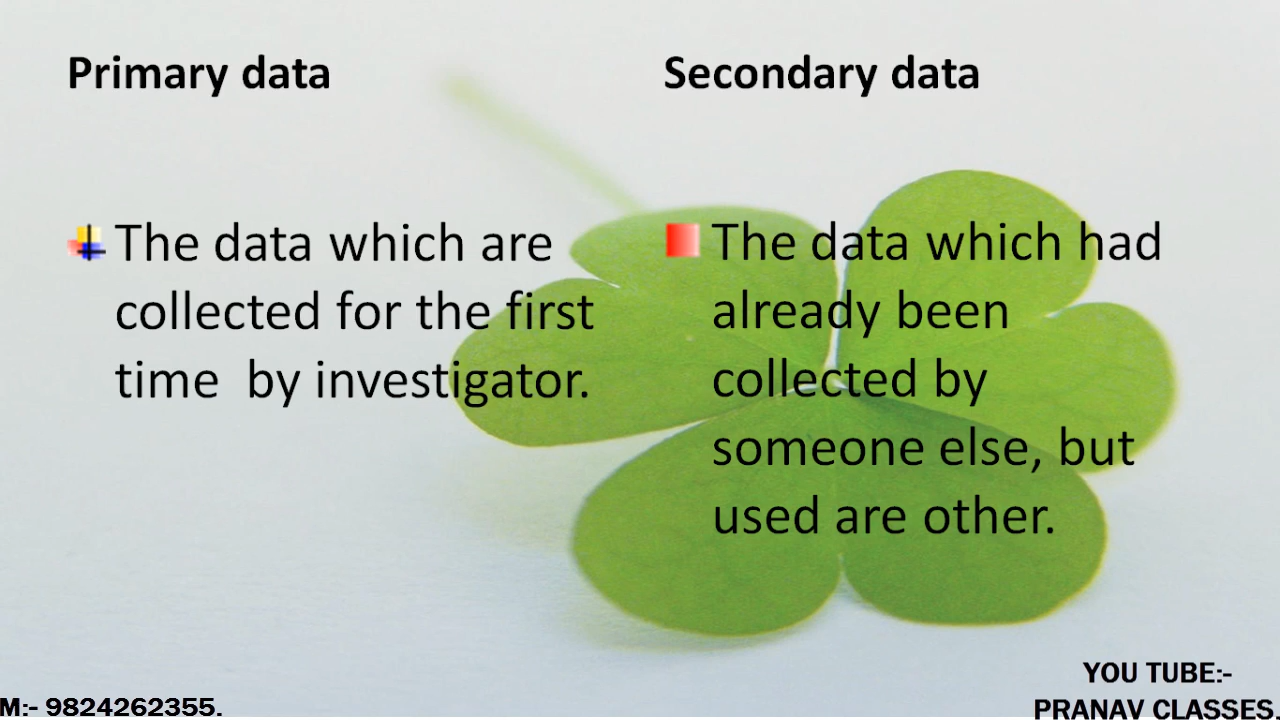 Primary data
The data which are
collected for the first
time by investigator.
Secondary data
The data which had
already been
collected by
someone else, but
used are other.
M:- 9824262355.
YOU TUBE:-
PRANAV CLASSES.